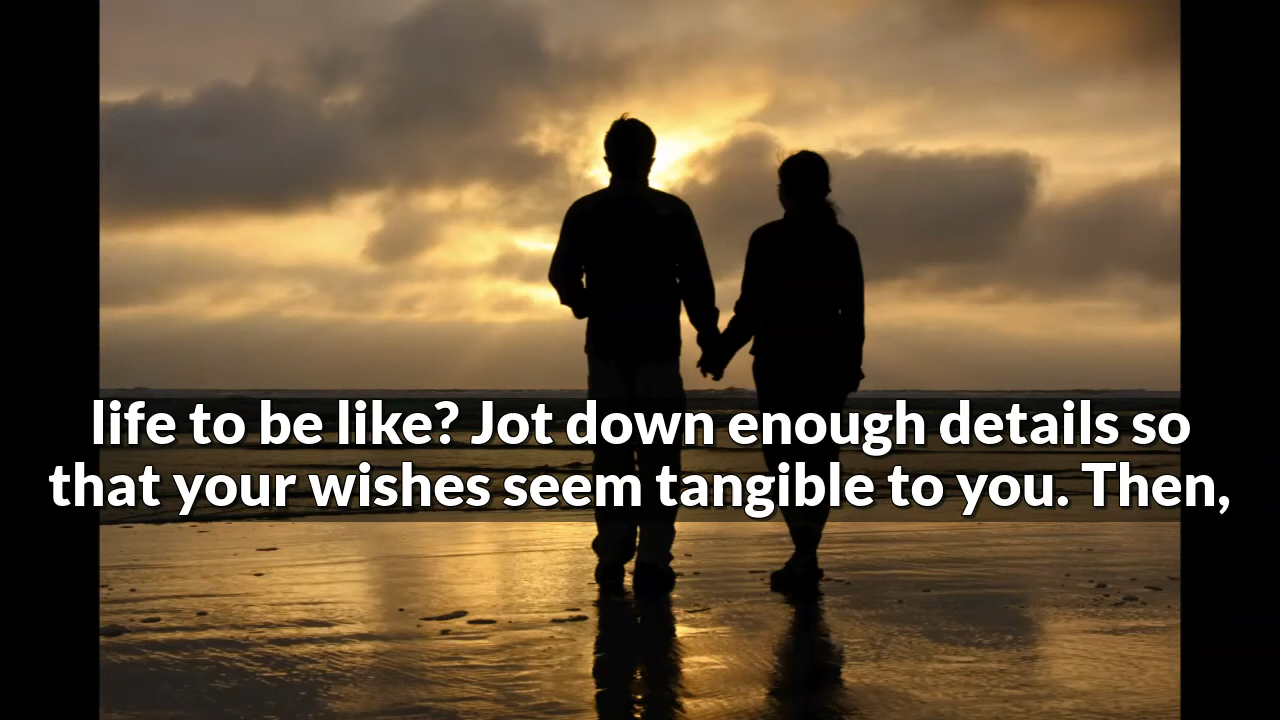 life to be like? Jot down enough details so
that your wishes seem tangible to you. Then,